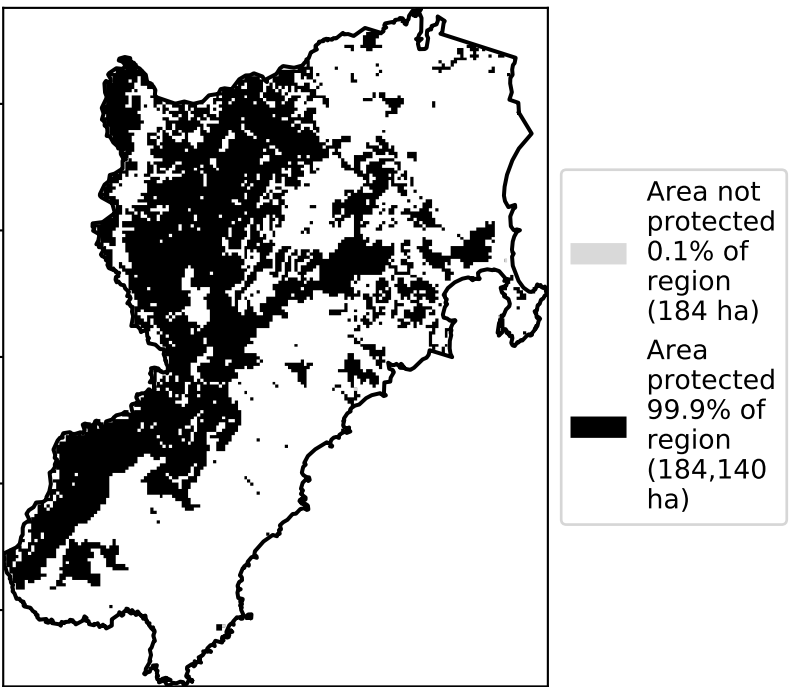 Area not
protected
0.1% of
region
(184 ha)
Area
protected
99.9% of
region
(184,140
ha)